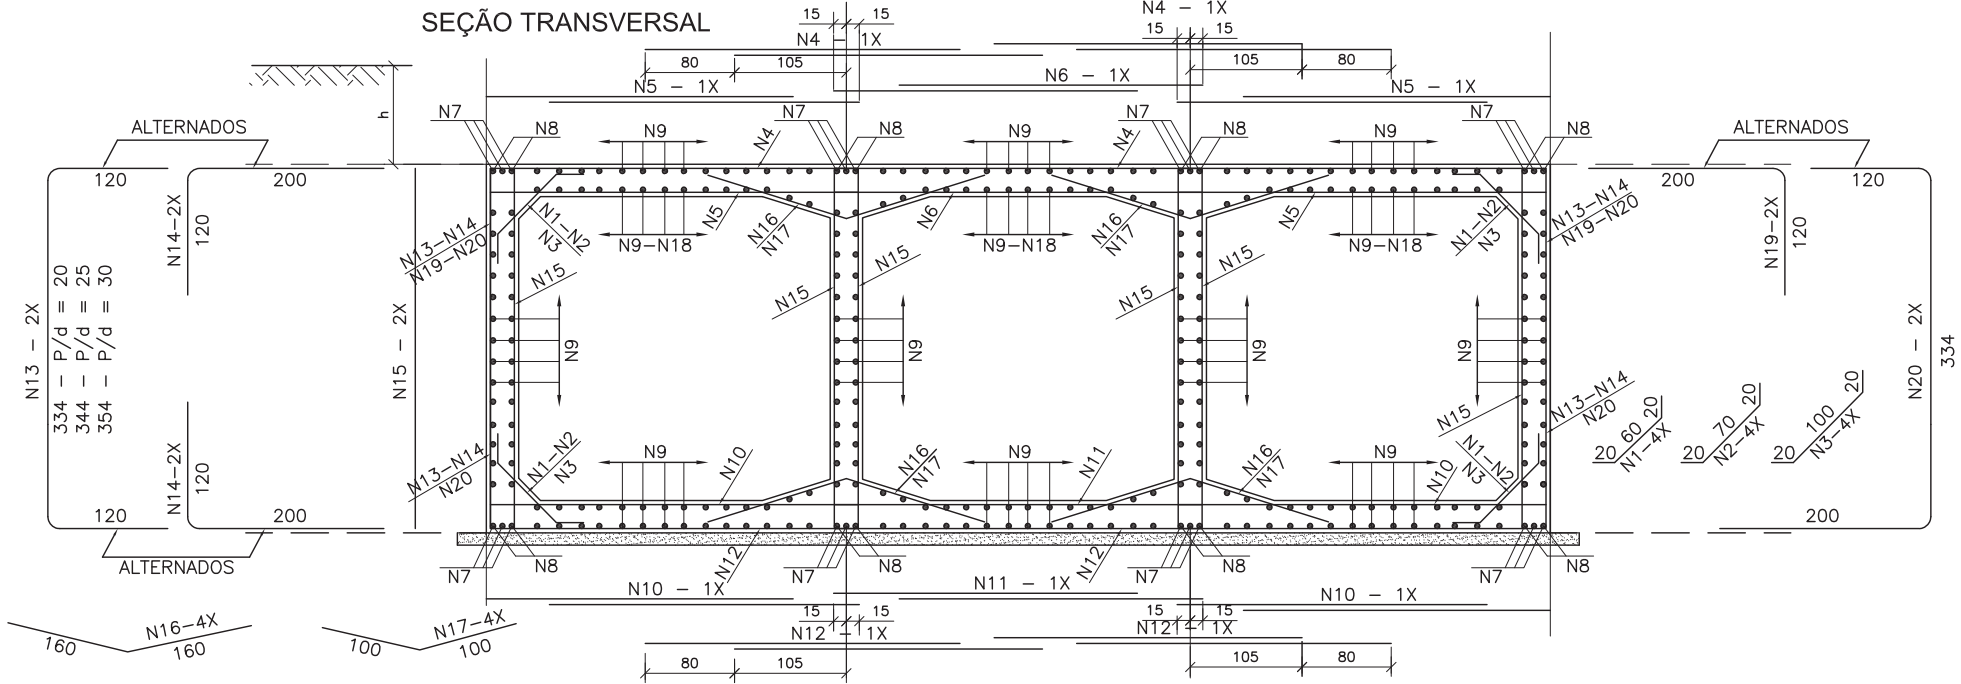 SEÇÃO TRANSVERSAL
15 15
N4 - 1X
80 105
N5 - 1X
N6 - 1X
N4 - 1X
15 15
105 80
N5 - 1X
h
ALTERNADOS
120
200
N14-2X
120
N13 - 2X
334 - P/d = 20
344 - P/d = 25
354 - P/d = 30
N15 - 2X
N14-2X
120
120
200
ALTERNADOS
N7
N8
N9
N4
N7
N8
N9
N4
N7
N8
N9
N7
N8
N13-N14
N19-N20
N1-N2
N3
N5
N16
N17
N9-N18
N15
N15
N15
N6
N9-N18
N16
N17
N15
N15
N5
N9-N18
N1-N2
N3
N13-N14
N19-N20
N9
N9
N9
N9
N13-N14
N20
N1-N2
N3
N9
N10
N16
N17
N9
N11
N16
N17
N9
N10
N15
N1-N2
N3
N13-N14
N20
N7
N8
N12
N7
N8
N12
N7
N8
N7
N8
ALTERNADOS
200
120
N19-2X
120
N20 - 2X
334
200
20 60 20
N1-4X
20 70 20
N2-4X
20 100 20
N3-4X
N10 - 1X
N11 - 1X
N10 - 1X
15 15
N12 - 1X
80 105
15 15
N12 - 1X
105 80
160
N16-4X
160
100
N17-4X
100